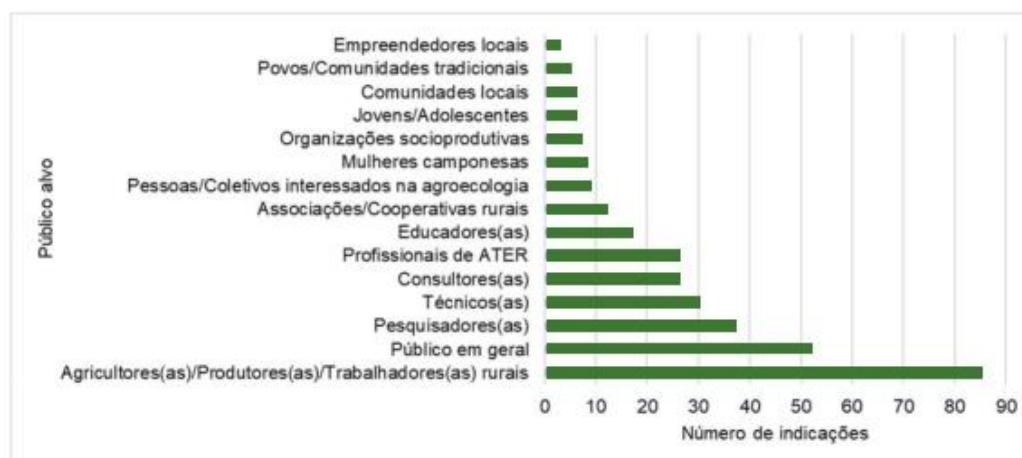 Empreendedores locais
Povos/Comunidades tradicionais
Comunidades locais
Jovens/Adolescentes
Organizações socioprodutivas
Mulheres camponesas
Pessoas/Coletivos interessados na agroecologia
Associações/Cooperativas rurais
Educadores(as)
Profissionais de ATER
Consultores(as)
Técnicos(as)
Pesquisadores(as)
Público em geral
Agricultores(as)/Produtores(as)/Trabalhadores(as) rurais
Público alvo
0 10 20 30 40 50 60 70 80 90
Número de indicações